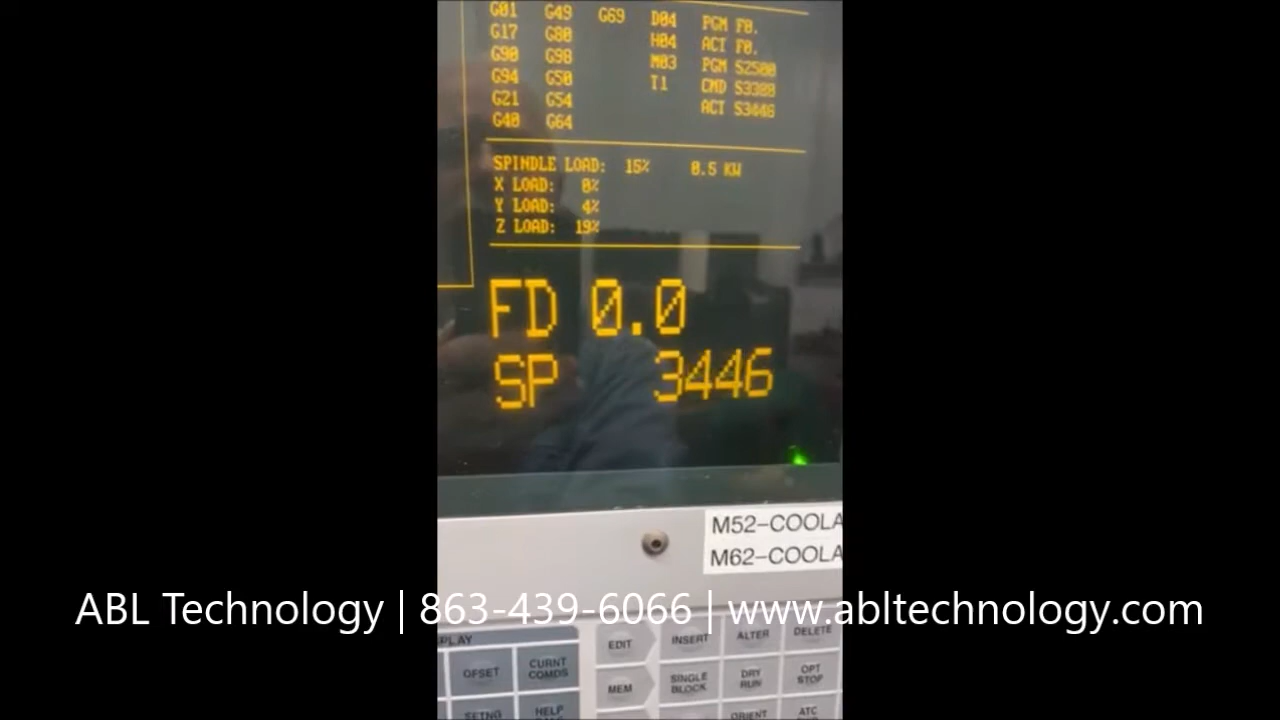 G01 G49 G69 D04 PGM F0.
G17 G80 H04 ACT F0.
G90 G98 M03 PGM S2500
G94 G50 T1 CMD S3300
G21 G54 ACT S3446
G40 G64
SPINDLE LOAD: 15% 0.5 KW
X LOAD: 0%
Y LOAD: 4%
Z LOAD: 19%
FD 0.0
SP 3446
M52-COOLA
M62-COOLA
ABL Technology | 863-439-6066 | www.abltechnology.com
PLAY EDIT INSERT ALTER DELETE
OFSET CURNT COMDS MEM SINGLE BLOCK DRY RUN OPT STOP
SETNG HELP ORIENT ATC